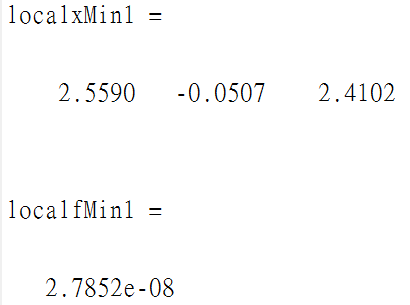 localxMin1 =
2.5590 -0.0507 2.4102
localfMin1 =
2.7852e-08